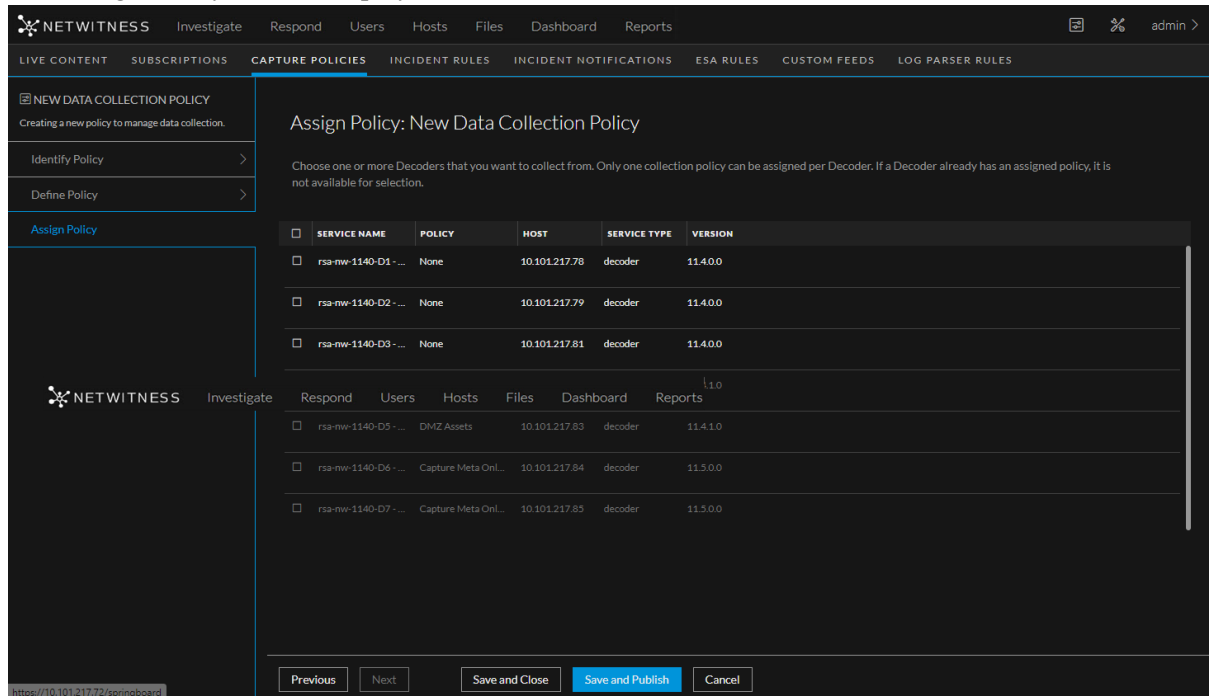 NETWITNESS Investigate Respond Users Hosts Files Dashboard Reports admin >
LIVE CONTENT SUBSCRIPTIONS CAPTURE POLICIES INCIDENT RULES INCIDENT NOTIFICATIONS ESA RULES CUSTOM FEEDS LOG PARSER RULES
NEW DATA COLLECTION POLICY
Creating a new policy to manage data collection.
Identify Policy
Define Policy
Assign Policy
Assign Policy: New Data Collection Policy
Choose one or more Decoders that you want to collect from. Only one collection policy can be assigned per Decoder. If a Decoder already has an assigned policy, it is
not available for selection.
SERVICE NAME POLICY HOST SERVICE TYPE VERSION
rsa-nw-1140-D1 - ... None 10.101.217.78 decoder 11.4.0.0
rsa-nw-1140-D2 - ... None 10.101.217.79 decoder 11.4.0.0
rsa-nw-1140-D3 - ... None 10.101.217.81 decoder 11.4.0.0
.1.0
NETWITNESS Investigate Respond Users Hosts Files Dashboard Reports
rsa-nw-1140-D5 - ... DMZ Assets 10.101.217.83 decoder 11.4.1.0
rsa-nw-1140-D6 - ... Capture Meta Onl... 10.101.217.84 decoder 11.5.0.0
rsa-nw-1140-D7 - ... Capture Meta Onl... 10.101.217.85 decoder 11.5.0.0
Previous Next Save and Close Save and Publish Cancel
https://10.101.217.72/springboard